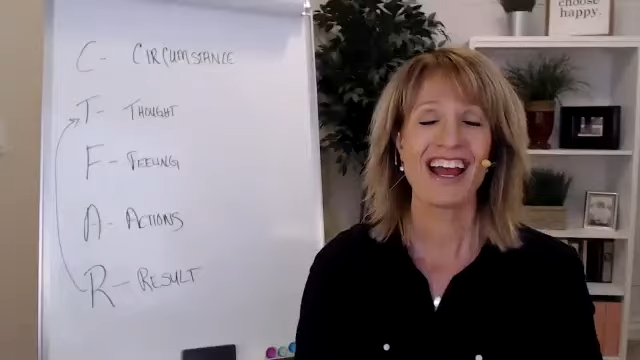 C- CIRCUMSTANCE
T- THOUGHT
F- FEELING
A- ACTIONS
R- RESULT
choose
happy.